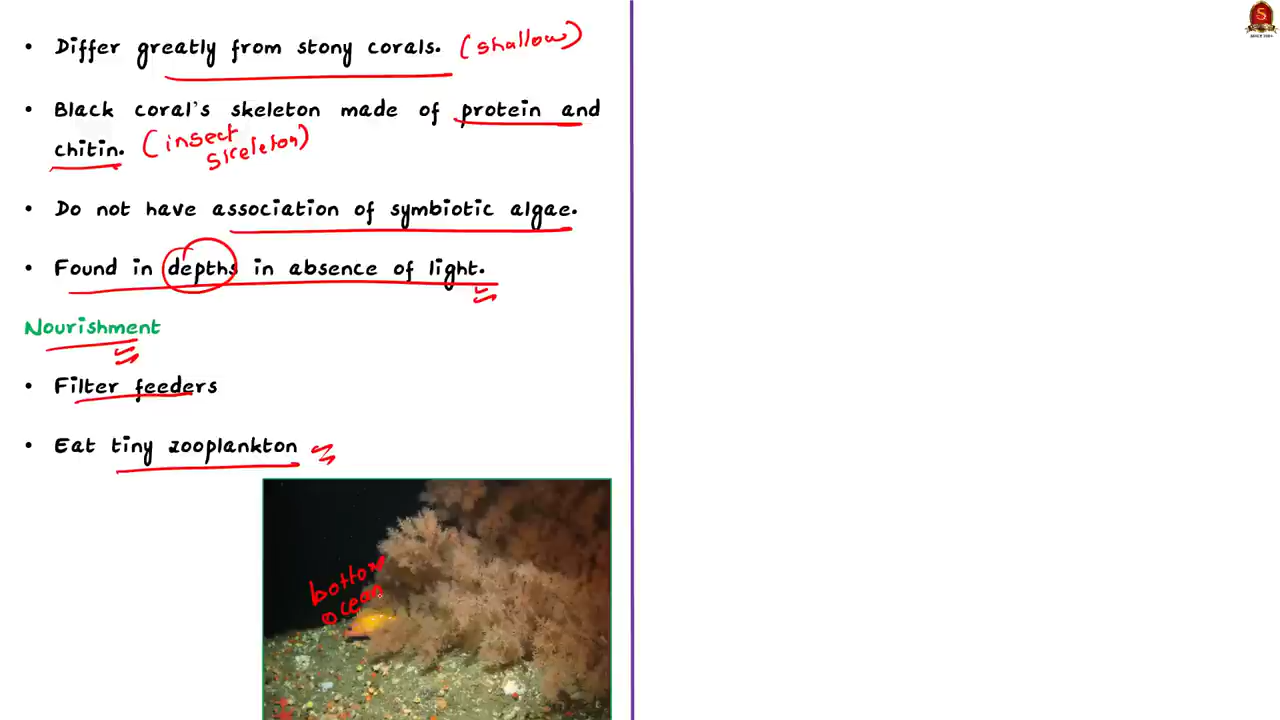 • Differ greatly from stony corals. (shallow)
• Black coral's skeleton made of protein and
chitin. (insect skeleton)
• Do not have association of symbiotic algae.
• Found in depths in absence of light.
Nourishment
• Filter feeders
• Eat tiny zooplankton
bottom
ocean
S